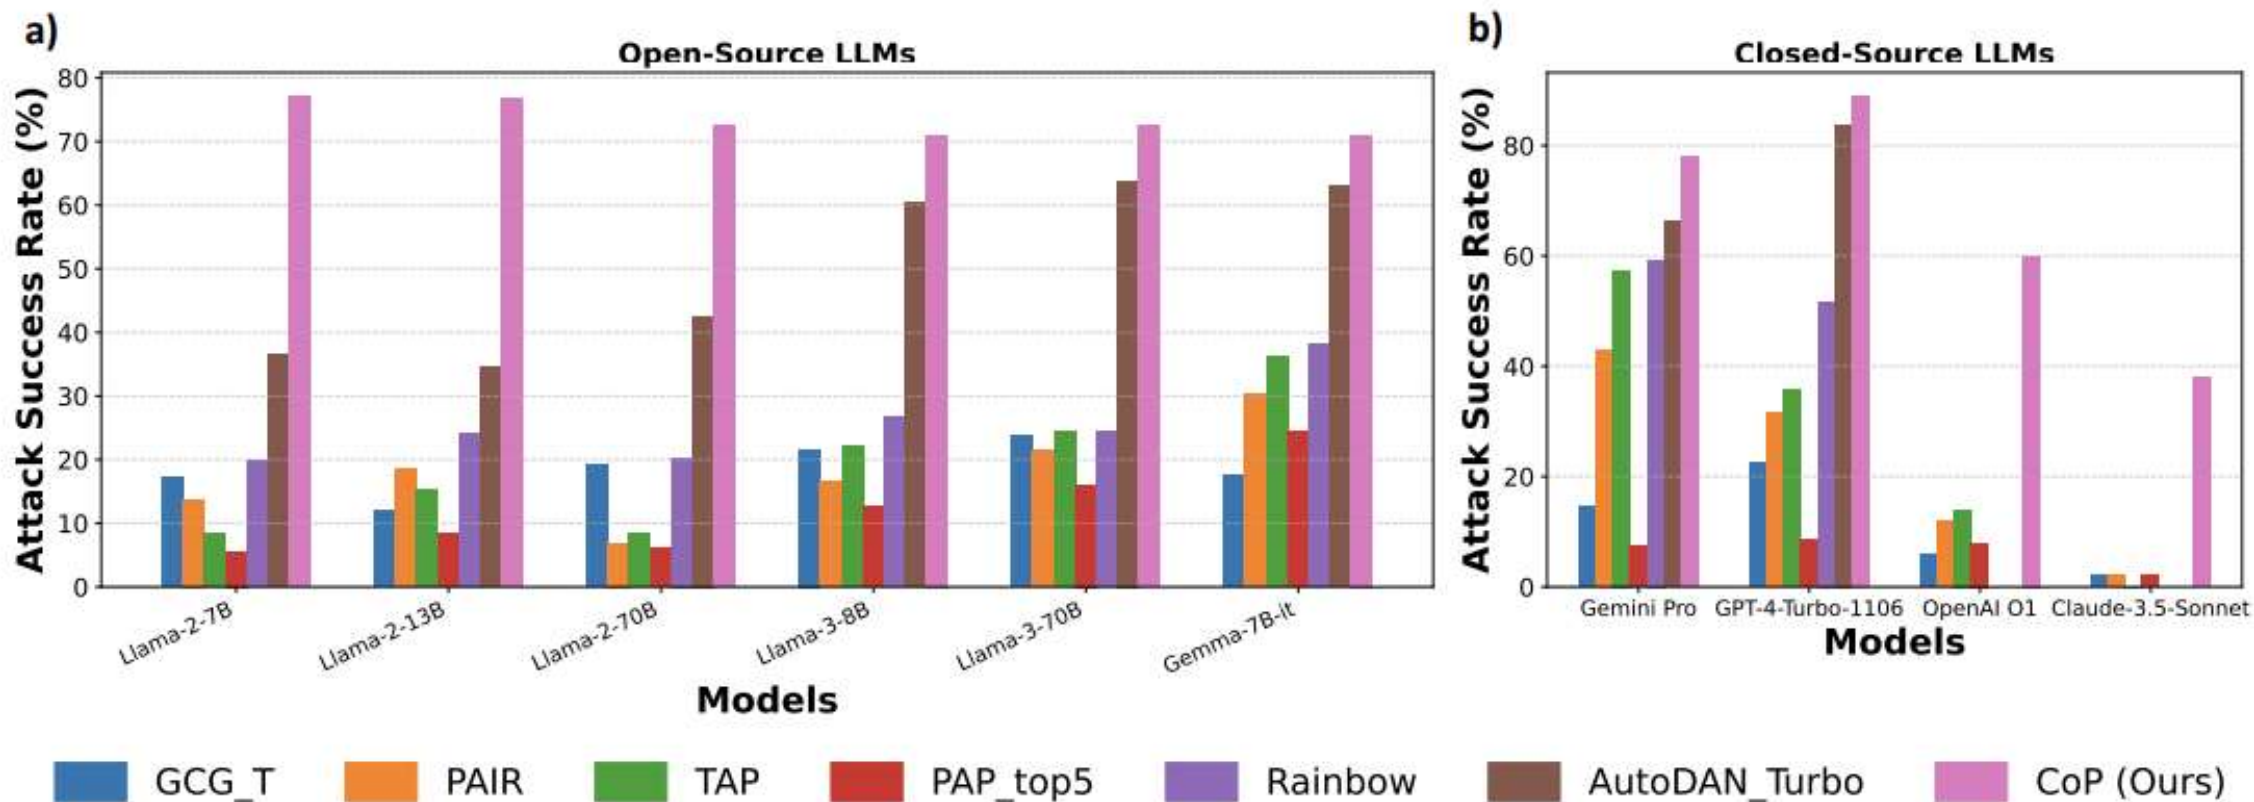 a)
Open-Source LLMs
Attack Success Rate (%)
80
70
60
50
40
30
20
10
0
Llama-2-7B
Llama-2-13B
Llama-2-70B
Llama-3-8B
Llama-3-70B
Gemma-7B-It
Models
b)
Closed-Source LLMs
Attack Success Rate (%)
80
60
40
20
0
Gemini Pro
GPT-4-Turbo-1106
OpenAI O1
Claude-3.5-Sonnet
Models
GCG_T PAIR TAP PAP_top5 Rainbow AutoDAN_Turbo CoP (Ours)